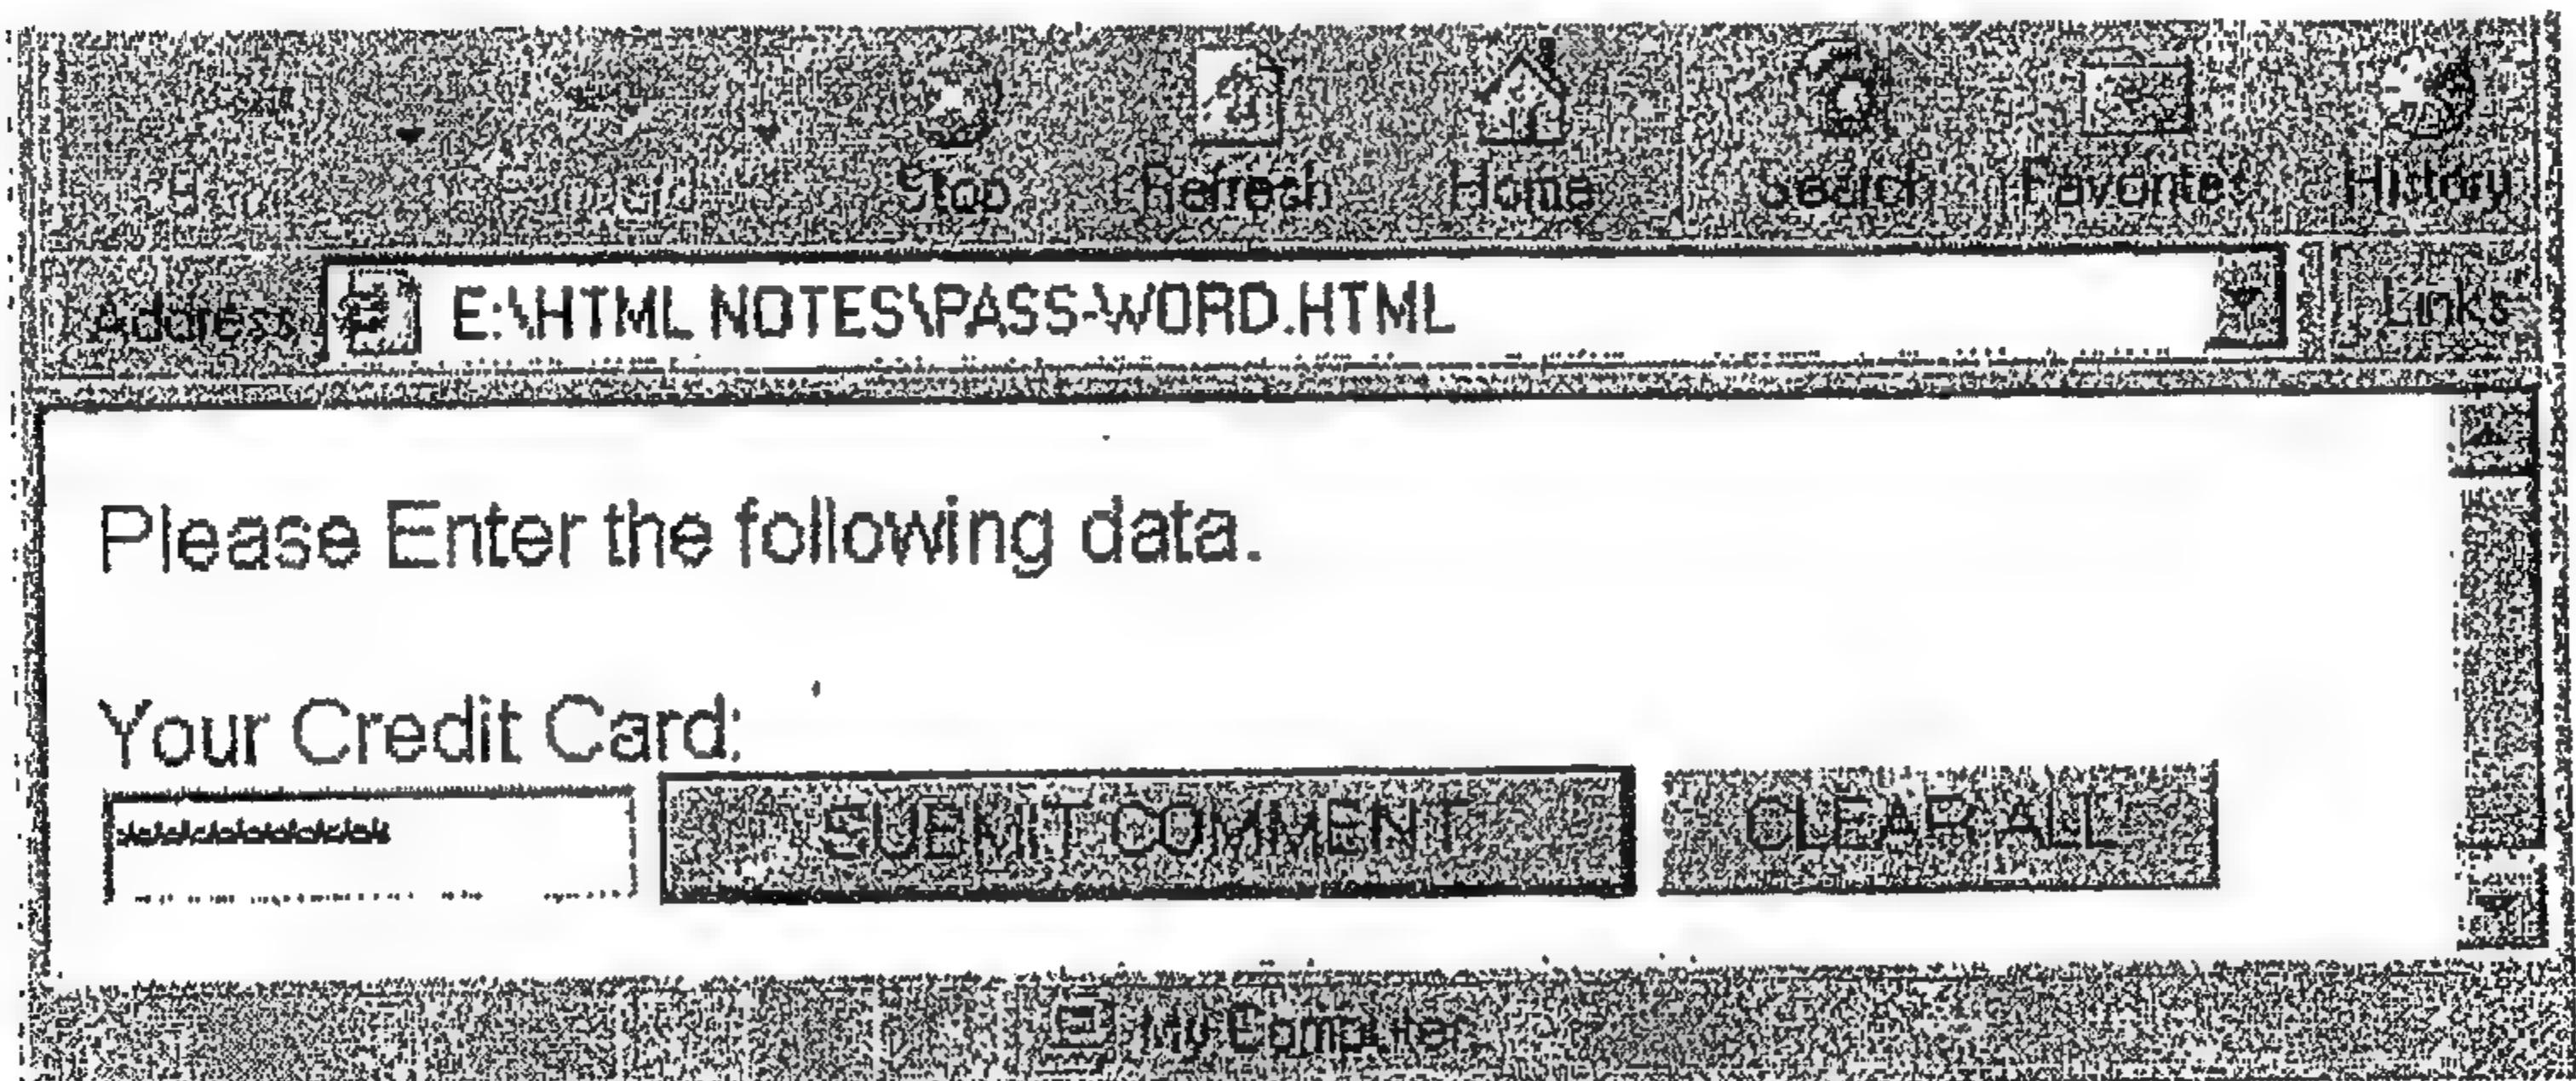 Stop Refresh Home Search Favorites History
Address E:\HTML NOTES\PASS-WORD.HTML Links
Please Enter the following data.
Your Credit Card:
************* SUBMIT COMMENT CLEAR ALL
My Computer